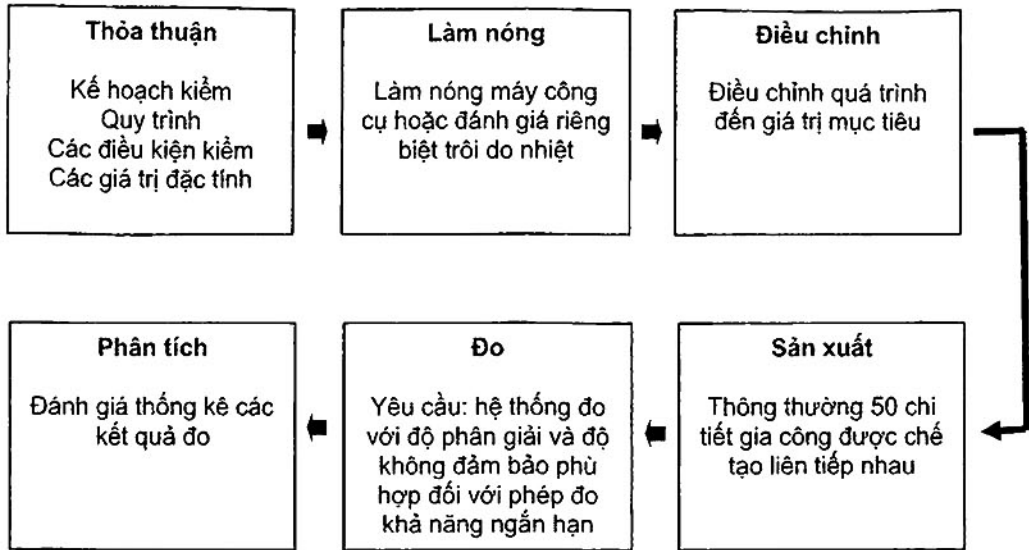 Thỏa thuận
Kế hoạch kiểm
Quy trình
Các điều kiện kiểm
Các giá trị đặc tính
Làm nóng
Làm nóng máy công
cụ hoặc đánh giá riêng
biệt trôi do nhiệt
Điều chỉnh
Điều chỉnh quá trình
đến giá trị mục tiêu
Sản xuất
Thông thường 50 chi
tiết gia công được chế
tạo liên tiếp nhau
Đo
Yêu cầu: hệ thống đo
với độ phân giải và độ
không đảm bảo phù
hợp đối với phép đo
khả năng ngắn hạn
Phân tích
Đánh giá thống kê các
kết quả đo